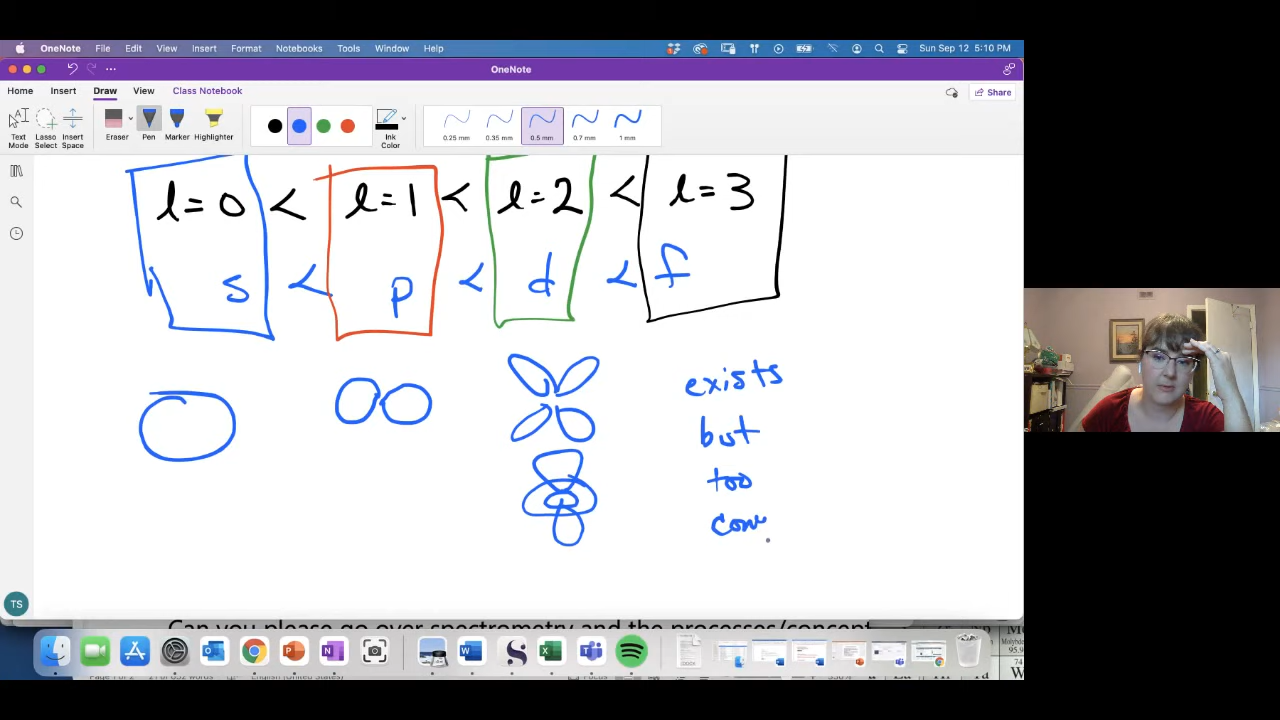 OneNote File Edit View Insert Format Notebooks Tools Window Help Sun Sep 12 5:10 PM
OneNote
Home Insert Draw View Class Notebook Share
Text Mode Lasso Select Insert Space Eraser Pen Marker Highlighter Ink Color 0.25 mm 0.35 mm 0.5 mm 0.7 mm 1 mm
l=0 < l=1 < l=2 < l=3
s < p < d < f
exists
but
too
com
TS
Can you please go over spectrometry and the processes/concept